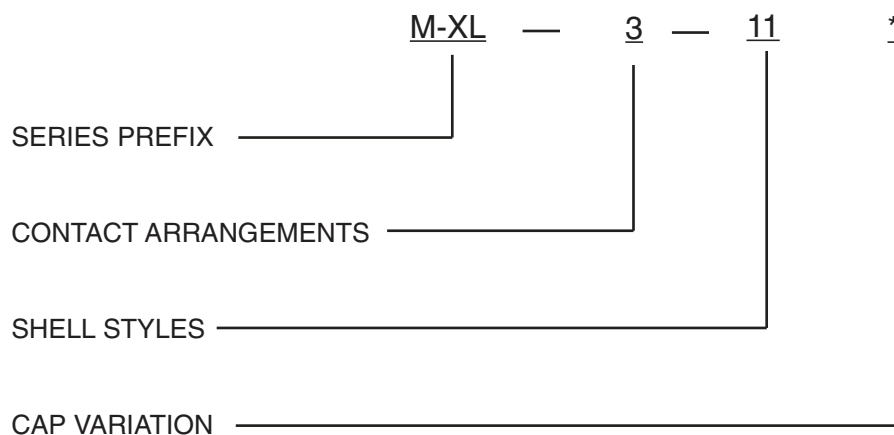 M-XL — 3 — 11 *
SERIES PREFIX
CONTACT ARRANGEMENTS
SHELL STYLES
CAP VARIATION